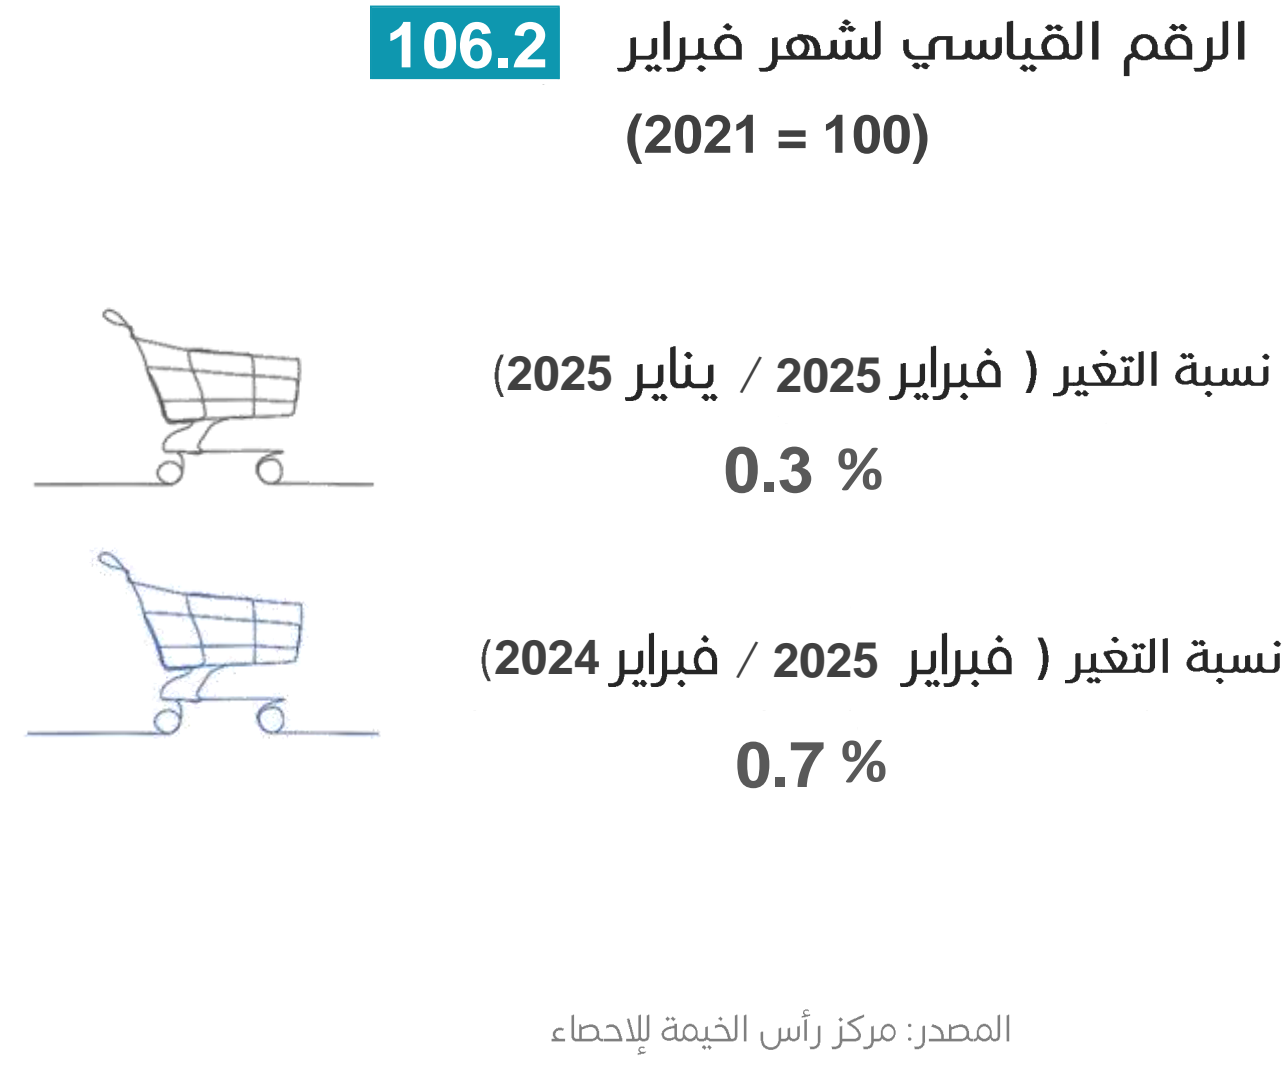 الرقم القياسي لشهر فبراير 106.2
(2021 = 100)
نسبة التغير ( فبراير 2025 / يناير 2025)
0.3 %
نسبة التغير ( فبراير 2025 / فبراير 2024)
0.7 %
المصدر: مركز رأس الخيمة للاحصاء